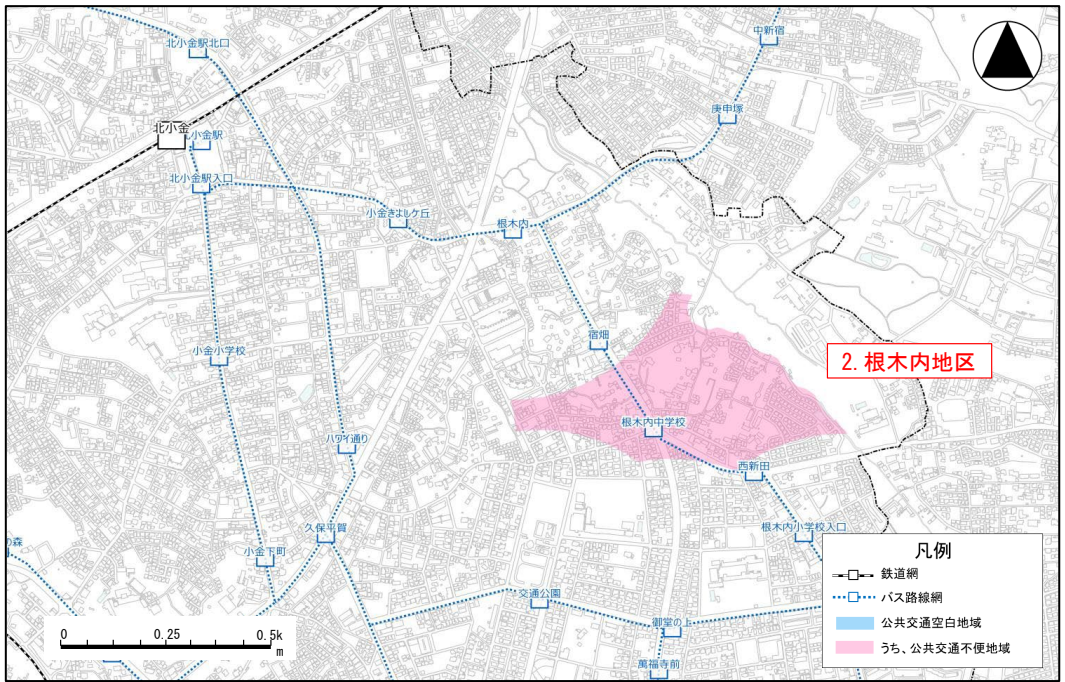 中新宿
北小金駅北口
庚申塚
北小金
小金駅
北小金駅入口
小金きよしケ丘
根木内
宿畑
小金小学校
2. 根木内地区
根木内中学校
ハワイ通り
西新田
久保平賀
根木内小学校入口
の森
小金下町
凡例
鉄道網
バス路線網
公共交通空白地域
うち、公共交通不便地域
交通公園
御堂の上
萬福寺前
0 0.25 0.5k
m